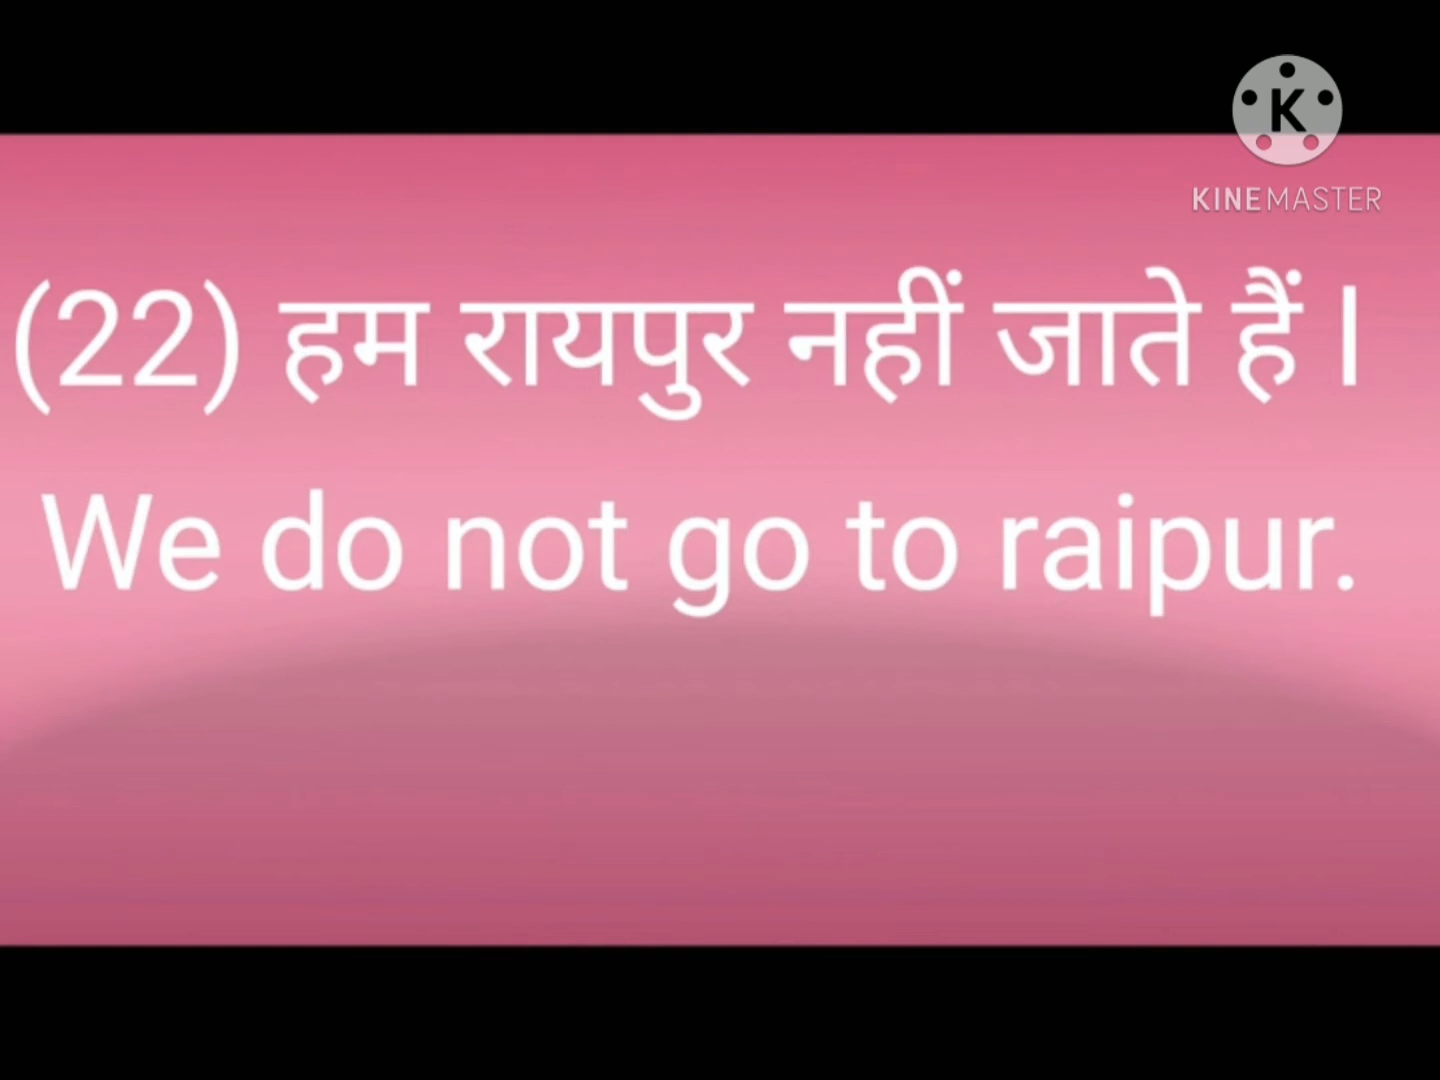 K
KINEMASTER
(22) हम रायपुर नहीं जाते हैं l
We do not go to raipur.